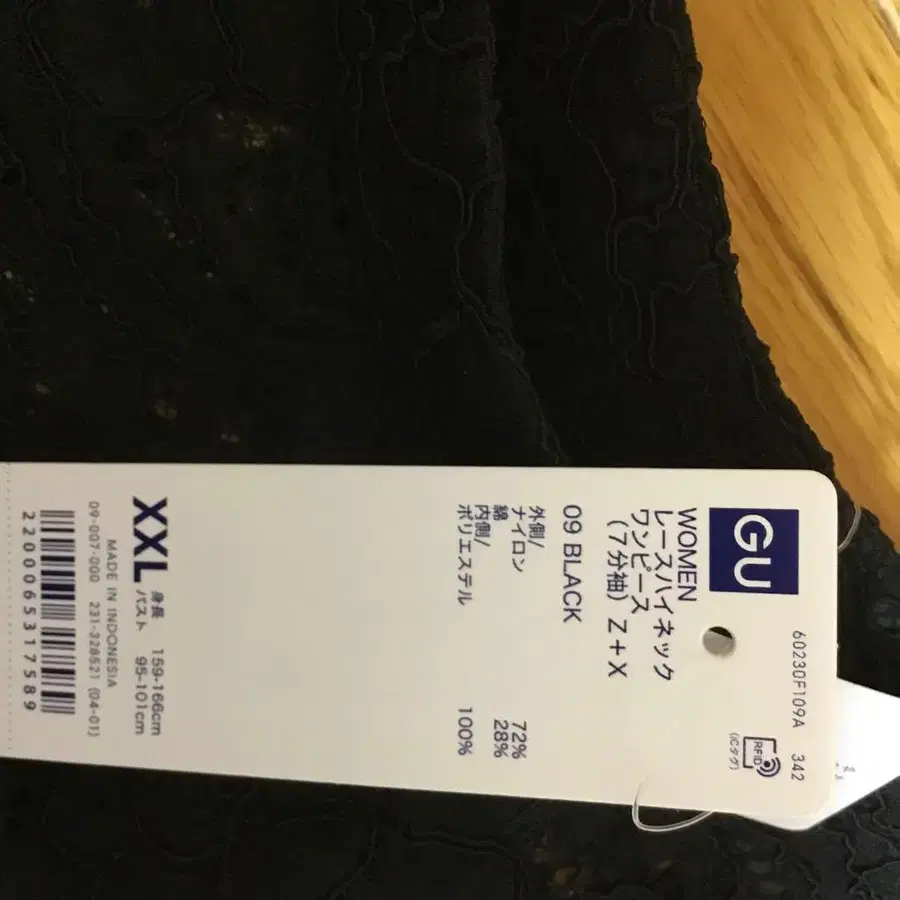 60230F109A 342
GU
RFID
(ICタグ)
WOMEN
レースハイネック
ワンピース
(7分袖) Z+X
09 BLACK
外側/
ナイロン 72%
綿 28%
内側/
ポリエステル 100%
XXL 身長 159-166cm
バスト 95-101cm
MADE IN INDONESIA
09-007-000 231-328521 (04-01)
2200065317589